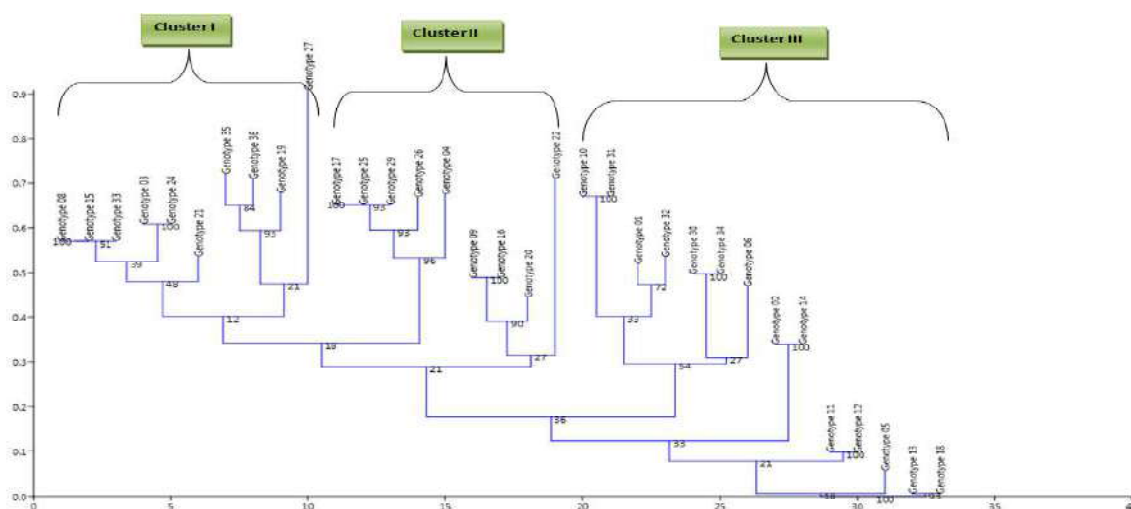 Cluster I
Cluster II
Cluster III
Genotype 08
Genotype 15
Genotype 33
Genotype 03
Genotype 24
Genotype 21
Genotype 35
Genotype 36
Genotype 19
Genotype 27
Genotype 17
Genotype 25
Genotype 29
Genotype 26
Genotype 04
Genotype 09
Genotype 16
Genotype 20
Genotype 22
Genotype 10
Genotype 31
Genotype 01
Genotype 32
Genotype 30
Genotype 34
Genotype 06
Genotype 02
Genotype 14
Genotype 11
Genotype 12
Genotype 05
Genotype 13
Genotype 18
0.9
0.8
0.7
0.6
0.5
0.4
0.3
0.2
0.1
0.0
100
51
39
100
48
12
84
93
21
100
93
93
96
18
100
90
27
21
100
72
33
100
27
54
36
100
33
100
21
100
0
5
10
15
20
25
30
35
40